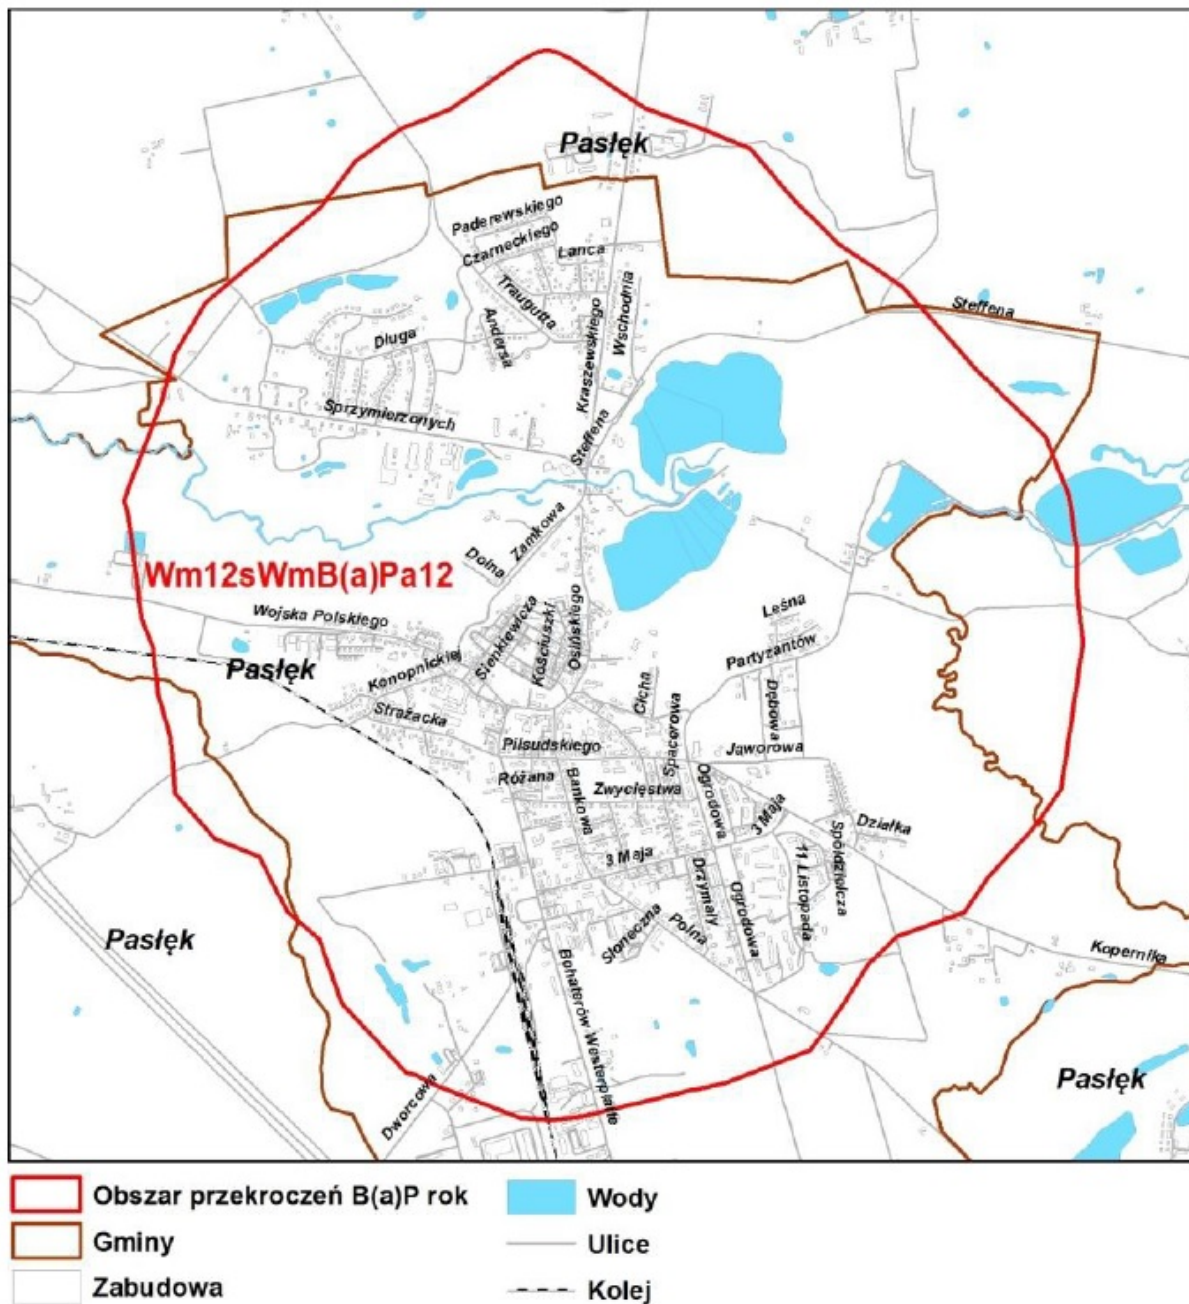 Pasłęk
Paderewskiego
Czarneckiego
Łanca
Traugutta
Wschodnia
Steffena
Andersa
Długa
Kraszewskiego
Sprzymierzonych
Steffena
Zamkowa
Dolna
Wm12sWmB(a)Pa12
Wojska Polskiego
Sienkiewicza
Kościuszki
Osińskiego
Leśna
Partyzantów
Pasłęk
Konopnickiej
Cicha
Dębowa
Strażacka
Spacerowa
Piłsudskiego
Jaworowa
Różana
Bankowa
Zwycięstwa
Ogrodowa
3 Maja
Działka
Spółdzielcza
3 Maja
11 Listopada
Drzymały
Ogrodowa
Słoneczna
Polna
Pasłęk
Kopernika
Bohaterów Westerplatte
Dworcowa
Pasłęk
Obszar przekroczeń B(a)P rok
Wody
Gminy
Ulice
Zabudowa
Kolej